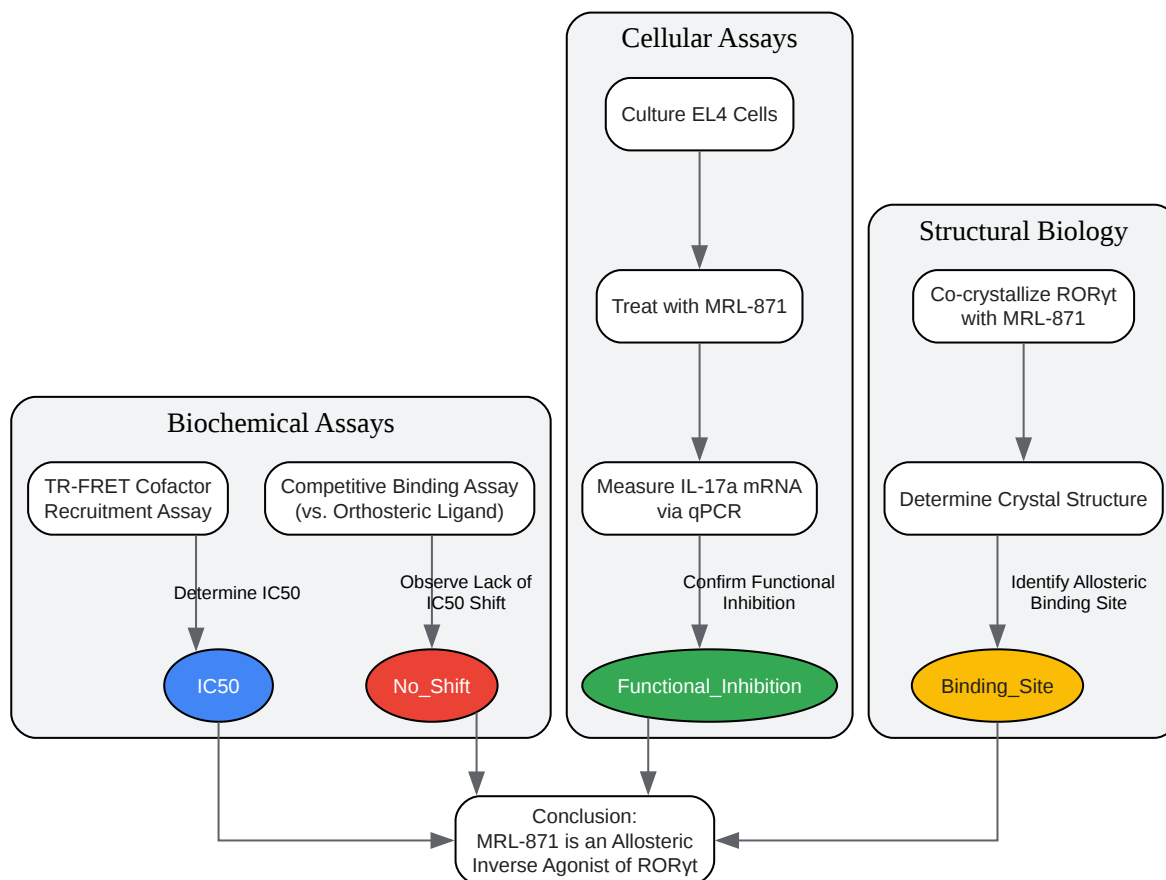 Cellular Assays
Culture EL4 Cells
Treat with MRL-871
Measure IL-17a mRNA
via qPCR
Confirm Functional
Inhibition
Functional_Inhibition
Structural Biology
Co-crystallize RORγt
with MRL-871
Determine Crystal Structure
Identify Allosteric
Binding Site
Binding_Site
Biochemical Assays
TR-FRET Cofactor
Recruitment Assay
Determine IC50
IC50
Competitive Binding Assay
(vs. Orthosteric Ligand)
Observe Lack of
IC50 Shift
No_Shift
Conclusion:
MRL-871 is an Allosteric
Inverse Agonist of RORγt